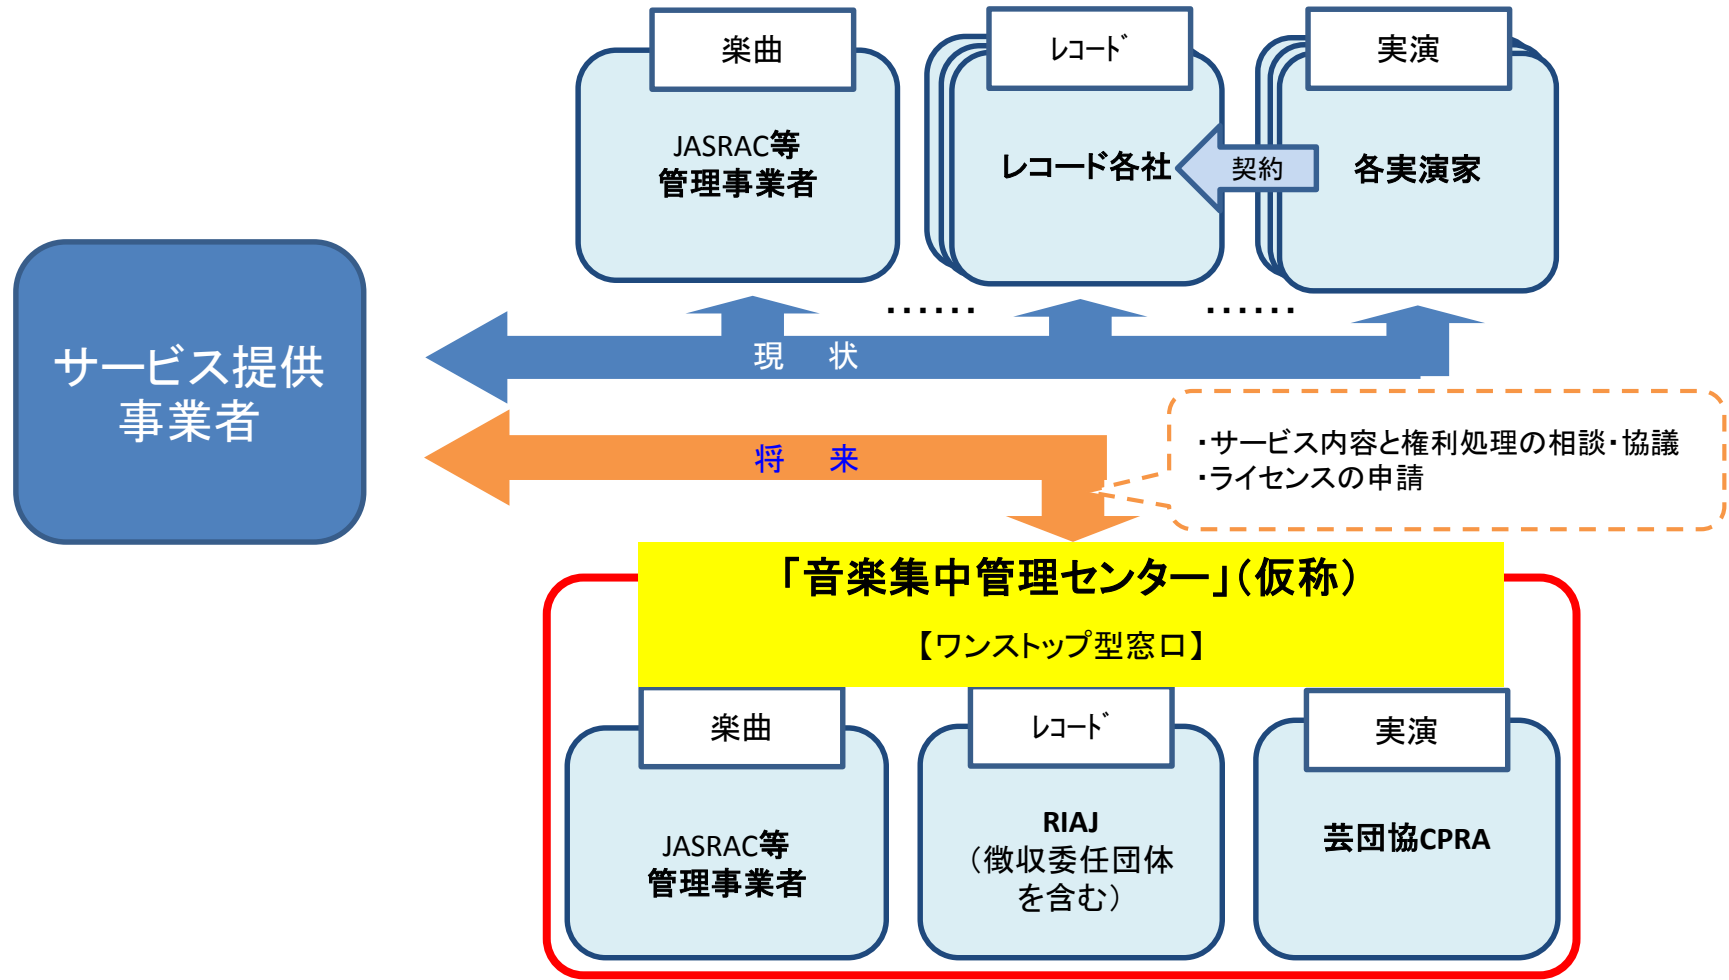 楽曲
レコード
実演
JASRAC等
管理事業者
レコード各社
契約
各実演家
サービス提供
事業者
‥‥‥
‥‥‥
現　状
将　来
・サービス内容と権利処理の相談・協議
・ライセンスの申請
「音楽集中管理センター」（仮称）
【ワンストップ型窓口】
楽曲
レコード
実演
JASRAC等
管理事業者
RIAJ
（徴収委任団体
を含む）
芸団協CPRA